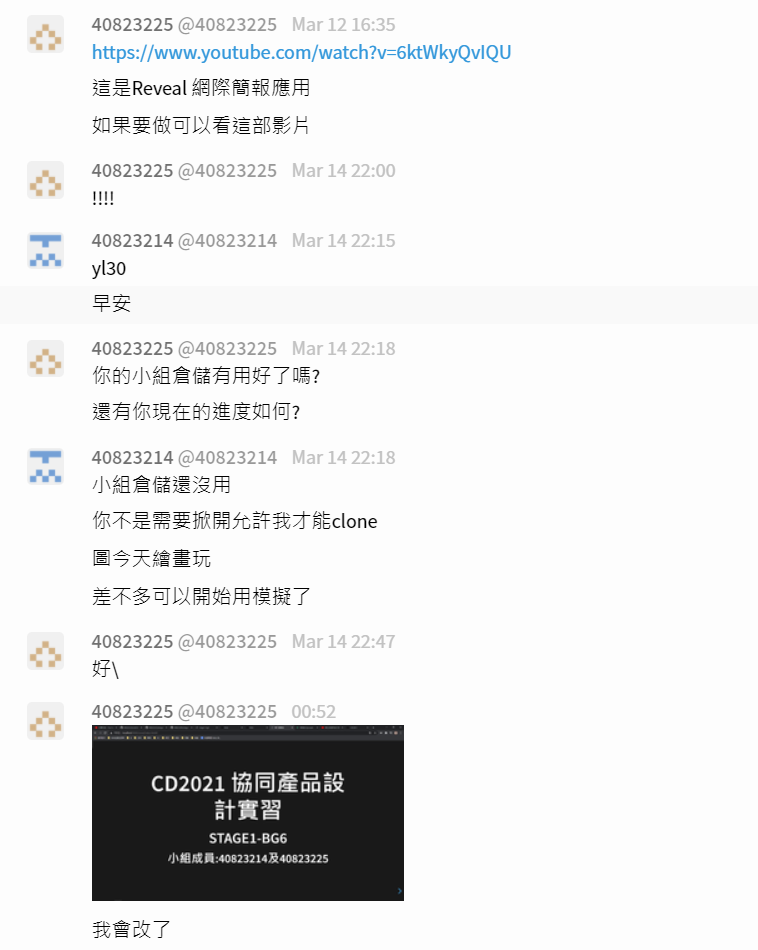 40823225 @40823225 Mar 12 16:35
https://www.youtube.com/watch?v=6ktWkyQvIQU
這是Reveal 網際簡報應用
如果要做可以看這部影片
40823225 @40823225 Mar 14 22:00
!!!!
40823214 @40823214 Mar 14 22:15
yl30
早安
40823225 @40823225 Mar 14 22:18
你的小組倉儲有用好了嗎?
還有你現在的進度如何?
40823214 @40823214 Mar 14 22:18
小組倉儲還沒用
你不是需要掀開允許我才能clone
圖今天繪畫玩
差不多可以開始用模擬了
40823225 @40823225 Mar 14 22:47
好\
40823225 @40823225 00:52
CD2021 協同產品設
計實習
STAGE1-BG6
小組成員:40823214及40823225
我會改了